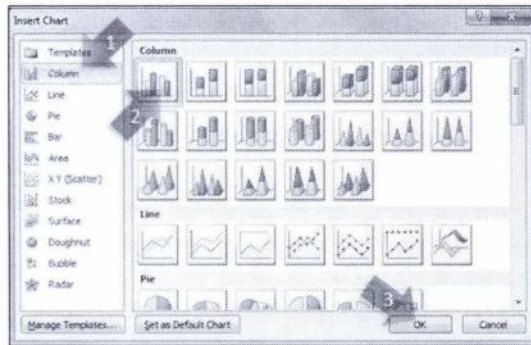 Insert Chart
1
Templates
Column
Line
Pie
Bar
Area
X Y (Scatter)
Stock
Surface
Doughnut
Bubble
Radar
Column
2
Line
Pie
3
Manage Templates...
Set as Default Chart
OK
Cancel